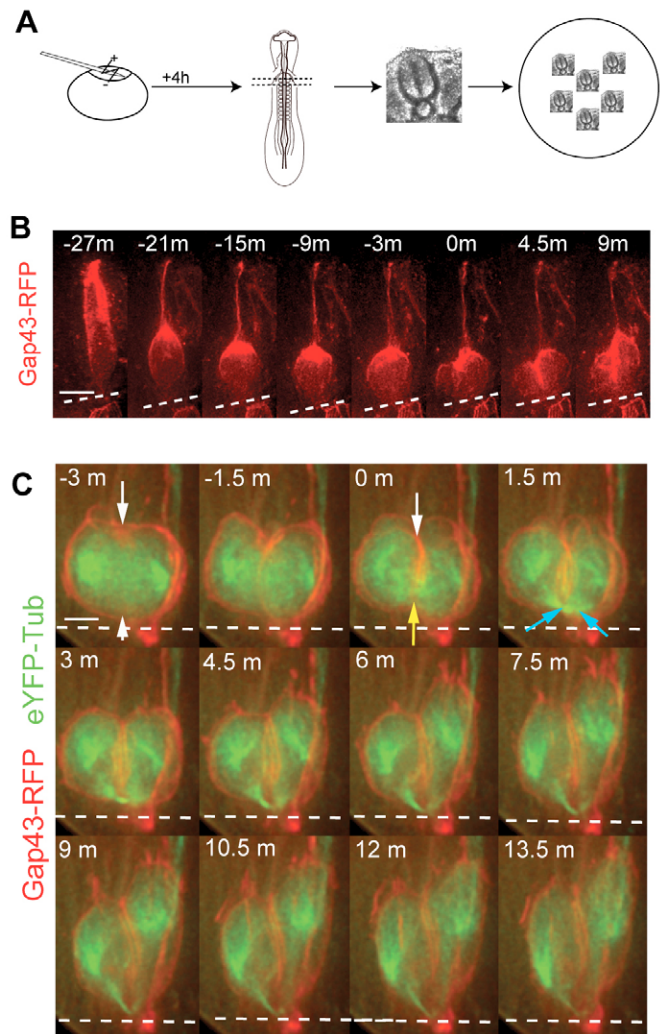 A
+
-
+4h
B
Gap43-RFP
-27m -21m -15m -9m -3m 0m 4.5m 9m
C
Gap43-RFP eYFP-Tub
-3 m -1.5 m 0 m 1.5 m
3 m 4.5 m 6 m 7.5 m
9 m 10.5 m 12 m 13.5 m